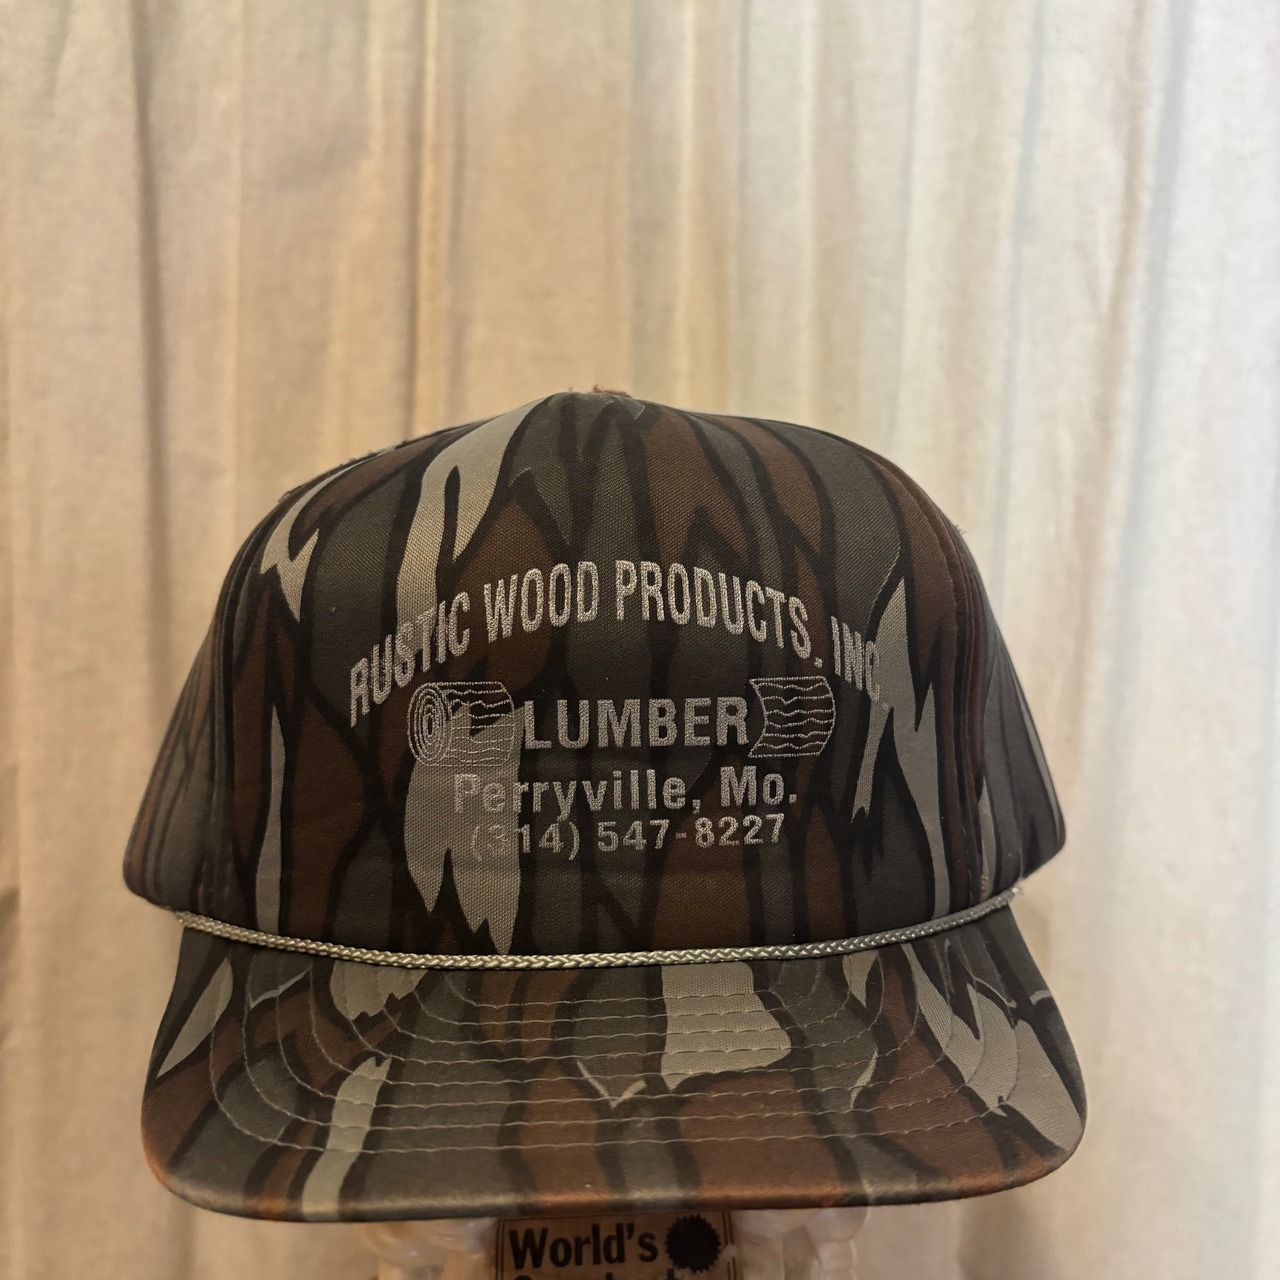 RUSTIC WOOD PRODUCTS, INC.
LUMBER
Perryville, Mo.
(314) 547-8227
World's